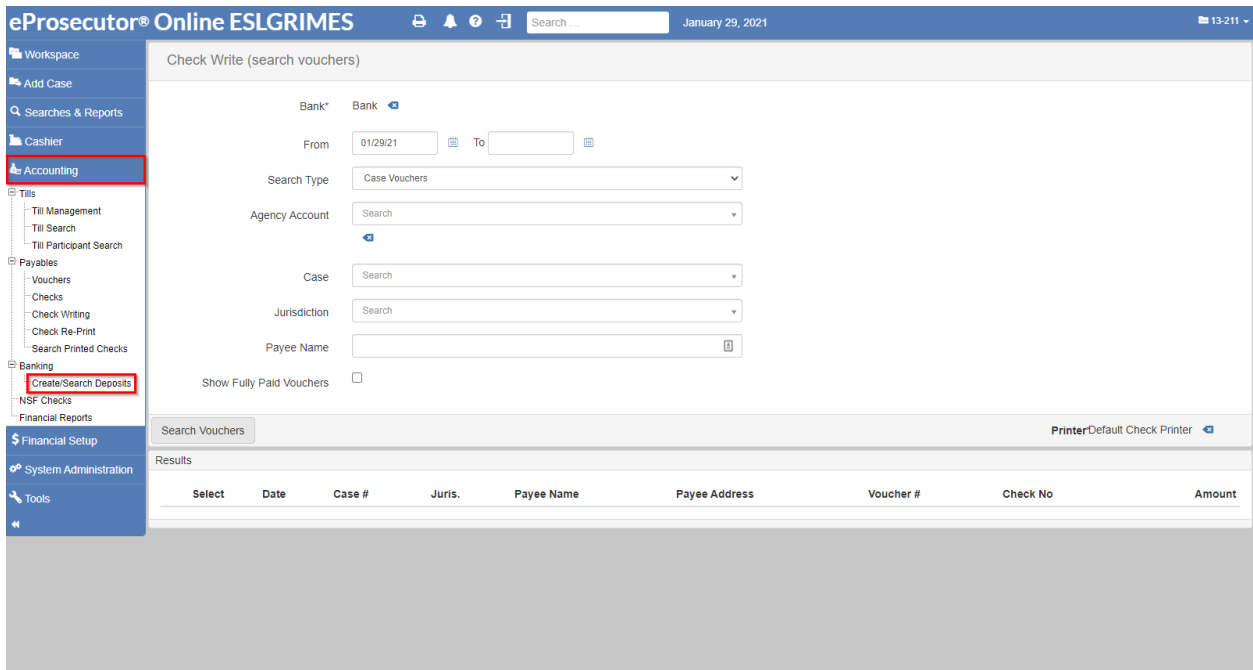 eProsecutor® Online ESLGRIMES
Search ...
January 29, 2021
13-211
Workspace
Add Case
Searches & Reports
Cashier
Accounting
Tills
Till Management
Till Search
Till Participant Search
Payables
Vouchers
Checks
Check Writing
Check Re-Print
Search Printed Checks
Banking
Create/Search Deposits
NSF Checks
Financial Reports
$ Financial Setup
System Administration
Tools
Check Write (search vouchers)
Bank* Bank
From 01/29/21 To
Search Type Case Vouchers
Agency Account Search
Case Search
Jurisdiction Search
Payee Name
Show Fully Paid Vouchers
Search Vouchers Printer*Default Check Printer
Results
Select Date Case # Juris. Payee Name Payee Address Voucher # Check No Amount